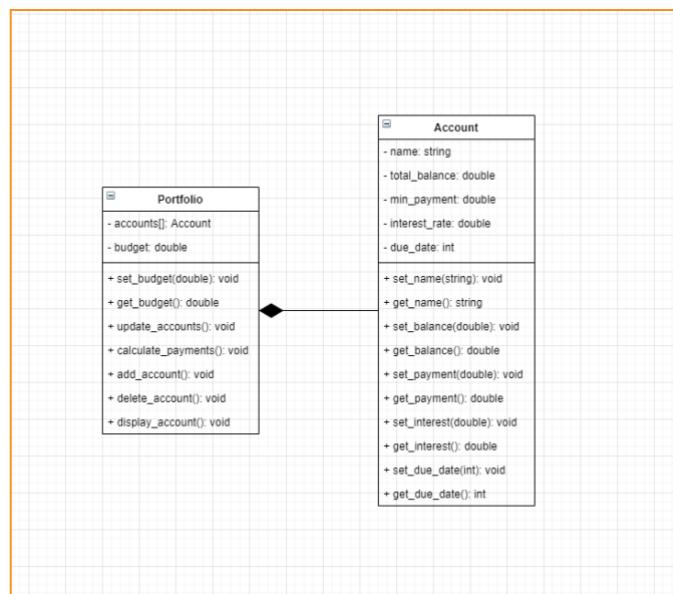 Portfolio
- accounts[]: Account
- budget: double
+ set_budget(double): void
+ get_budget(): double
+ update_accounts(): void
+ calculate_payments(): void
+ add_account(): void
+ delete_account(): void
+ display_account(): void
Account
- name: string
- total_balance: double
- min_payment: double
- interest_rate: double
- due_date: int
+ set_name(string): void
+ get_name(): string
+ set_balance(double): void
+ get_balance(): double
+ set_payment(double): void
+ get_payment(): double
+ set_interest(double): void
+ get_interest(): double
+ set_due_date(int): void
+ get_due_date(): int